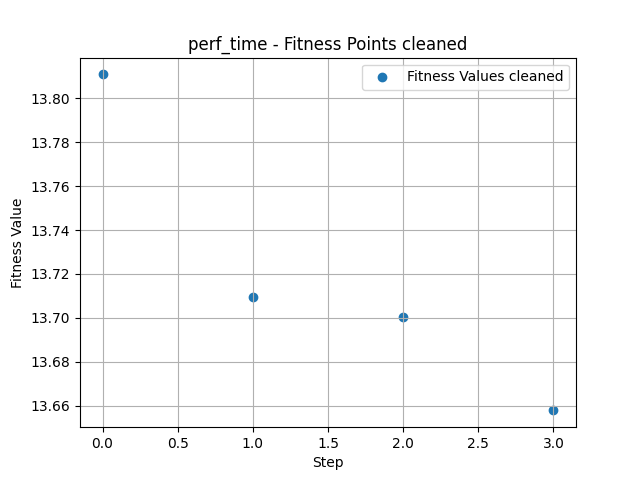 perf_time - Fitness Points cleaned
Fitness Values cleaned
Fitness Value
13.80
13.78
13.76
13.74
13.72
13.70
13.68
13.66
0.0 0.5 1.0 1.5 2.0 2.5 3.0
Step